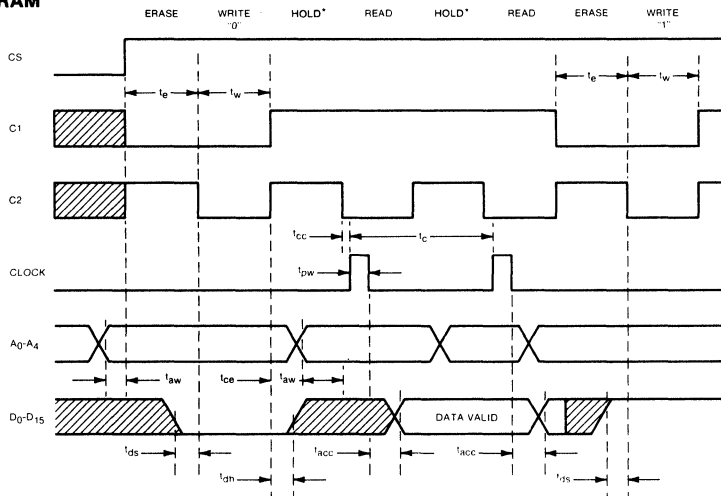 RAM
ERASE WRITE HOLD* READ HOLD* READ ERASE WRITE
"0" "1"
CS
te tw te tw
C1
C2
tcc tc
CLOCK tpw
A0-A4
taw tce taw
D0-D15 DATA VALID
tds tdh tacc tacc tds